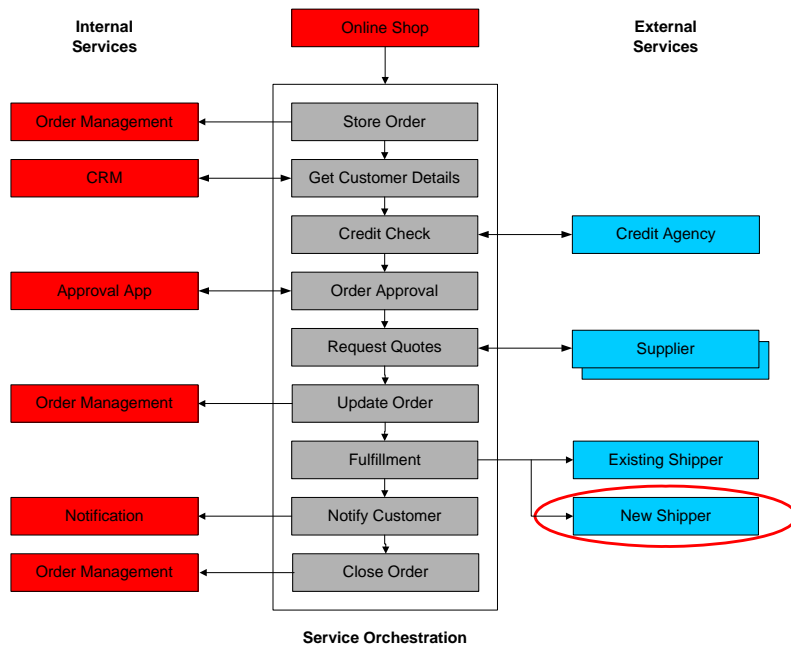 Internal
Services
Online Shop
External
Services
Order Management
Store Order
CRM
Get Customer Details
Credit Check
Credit Agency
Approval App
Order Approval
Request Quotes
Supplier
Order Management
Update Order
Fulfillment
Existing Shipper
Notification
Notify Customer
New Shipper
Order Management
Close Order
Service Orchestration